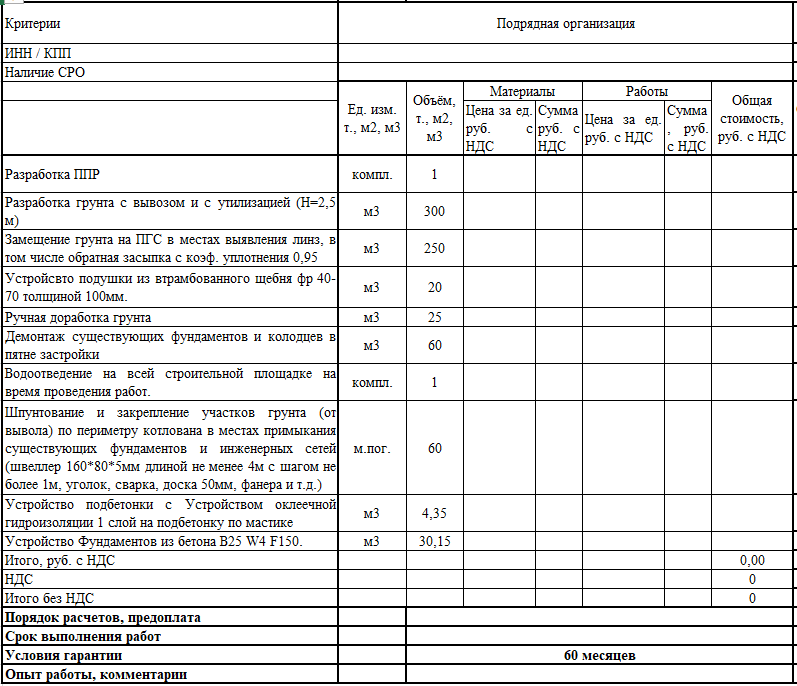 Критерии
Подрядная организация
ИНН / КПП
Наличие СРО
Ед. изм.
т., м2, м3
Объём,
т., м2,
м3
Материалы
Работы
Общая
стоимость,
руб. с НДС
Цена за ед.
руб. с
НДС
Сумма
руб. с
НДС
Цена за ед.
руб. с НДС
Сумма
, руб.
с НДС
Разработка ППР
компл.
1
Разработка грунта с вывозом и с утилизацией (Н=2,5
м)
м3
300
Замещение грунта на ПГС в местах выявления линз, в
том числе обратная засыпка с коэф. уплотнения 0,95
м3
250
Устройсвто подушки из втрамбованного щебня фр 40-
70 толщиной 100мм.
м3
20
Ручная доработка грунта
м3
25
Демонтаж существующих фундаментов и колодцев в
пятне застройки
м3
60
Водоотведение на всей строительной площадке на
время проведения работ.
компл.
1
Шпунтование и закрепление участков грунта (от
вывола) по периметру котлована в местах примыкания
существующих фундаментов и инженерных сетей
(швеллер 160*80*5мм длиной не менее 4м с шагом не
более 1м, уголок, сварка, доска 50мм, фанера и т.д.)
м.пог.
60
Устройство подбетонки с Устройством оклеечной
гидроизоляции 1 слой на подбетонку по мастике
м3
4,35
Устройство Фундаментов из бетона B25 W4 F150.
м3
30,15
Итого, руб. с НДС
0,00
НДС
0
Итого без НДС
0
Порядок расчетов, предоплата
Срок выполнения работ
Условия гарантии
60 месяцев
Опыт работы, комментарии